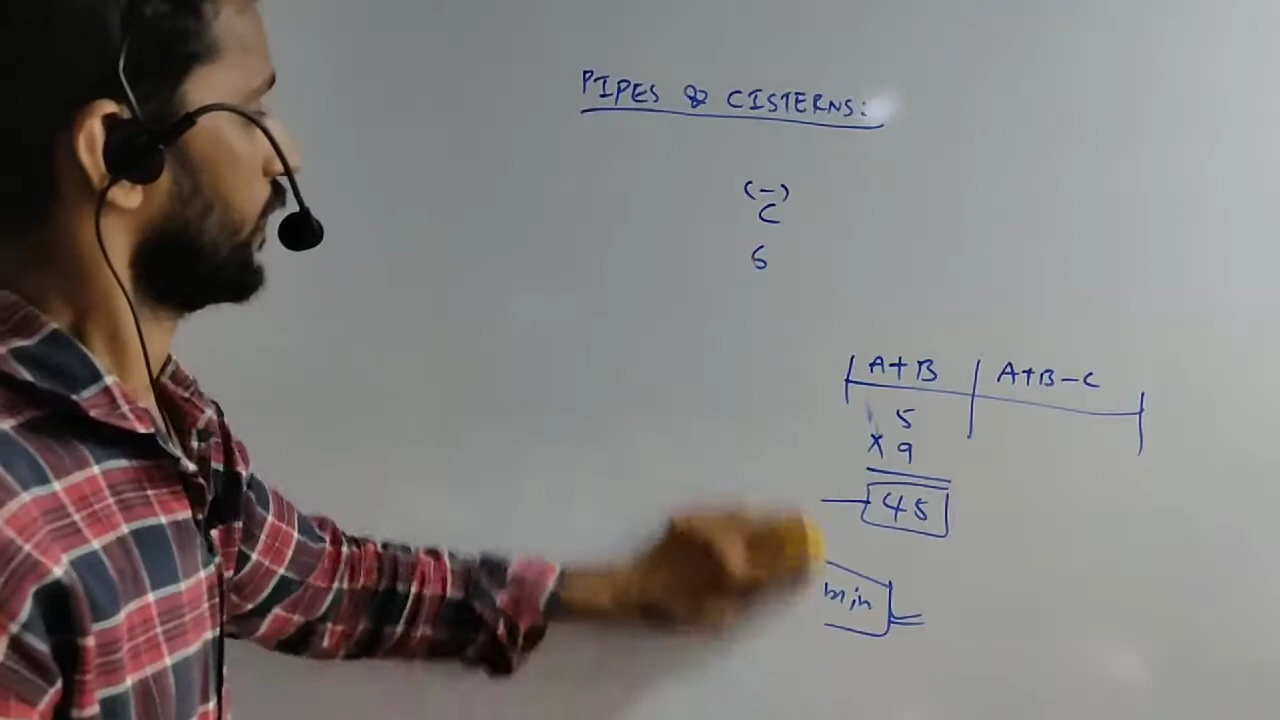 PIPES & CISTERNS:
(-)
C
6
A+B A+B-C
5
x 9
45
min